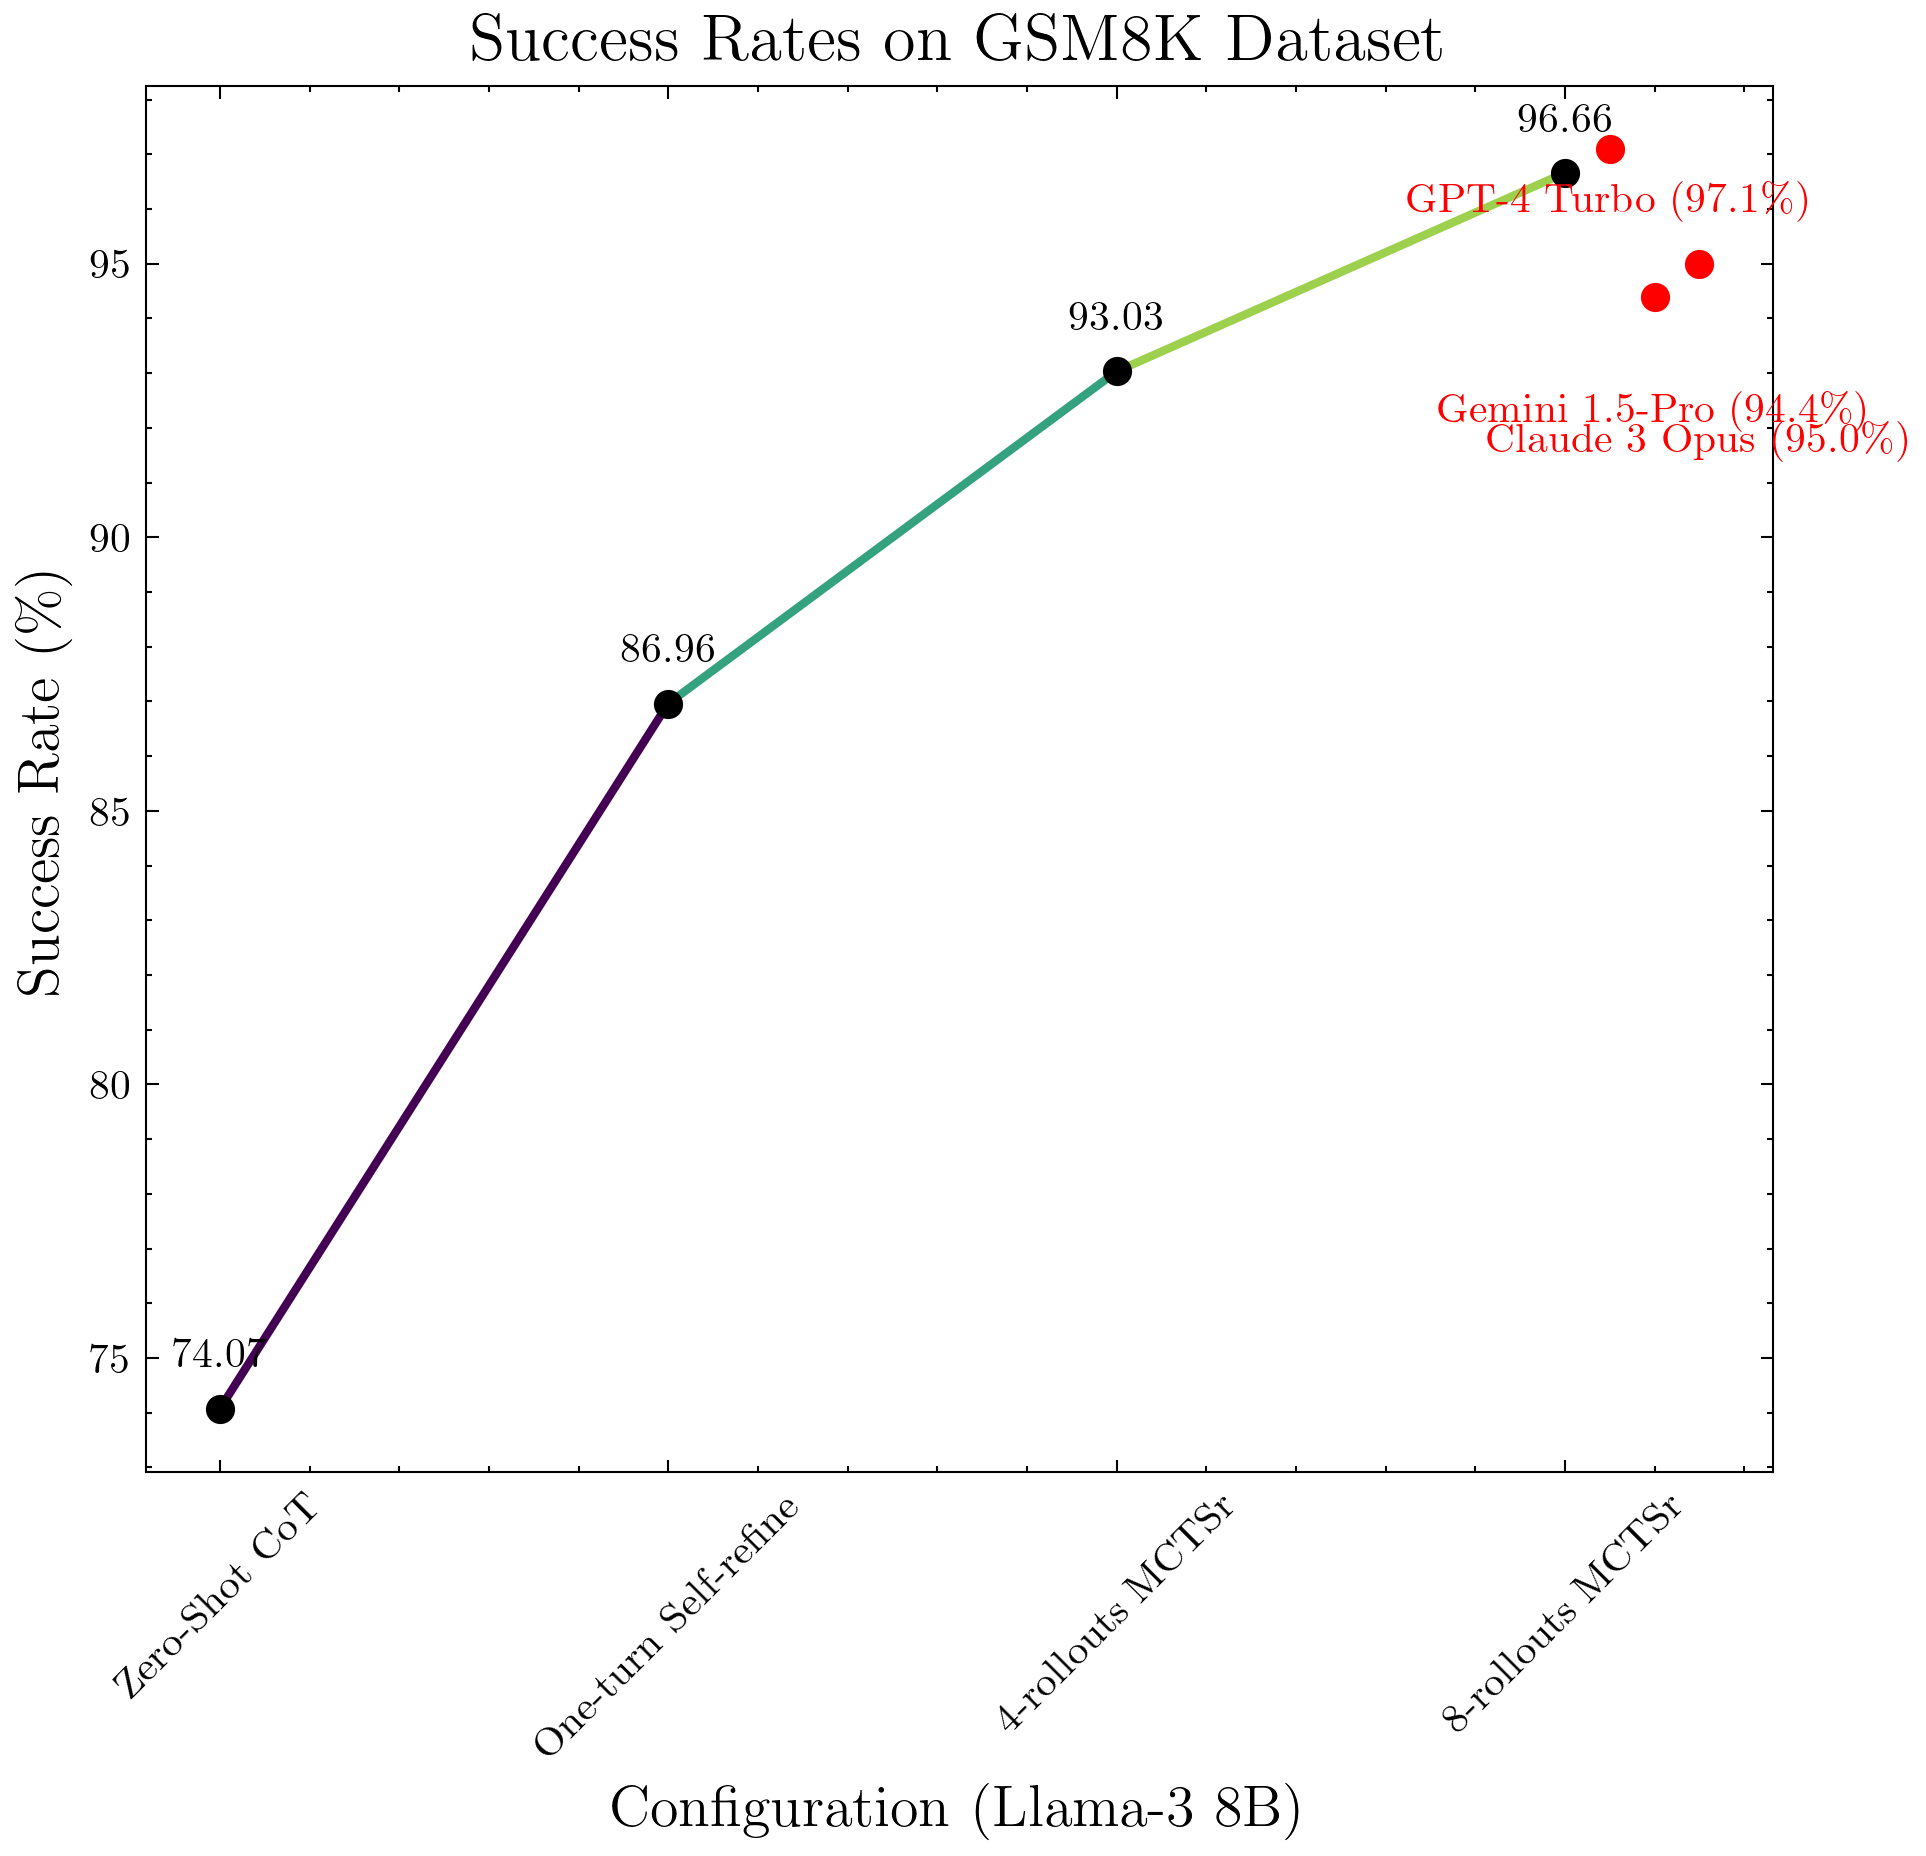 Success Rates on GSM8K Dataset
96.66
GPT-4 Turbo (97.1%)
95
93.03
Gemini 1.5-Pro (94.4%)
Claude 3 Opus (95.0%)
90
86.96
85
80
74.07
75
Success Rate (%)
Zero-Shot CoT
One-turn Self-refine
4-rollouts MCTSr
8-rollouts MCTSr
Configuration (Llama-3 8B)